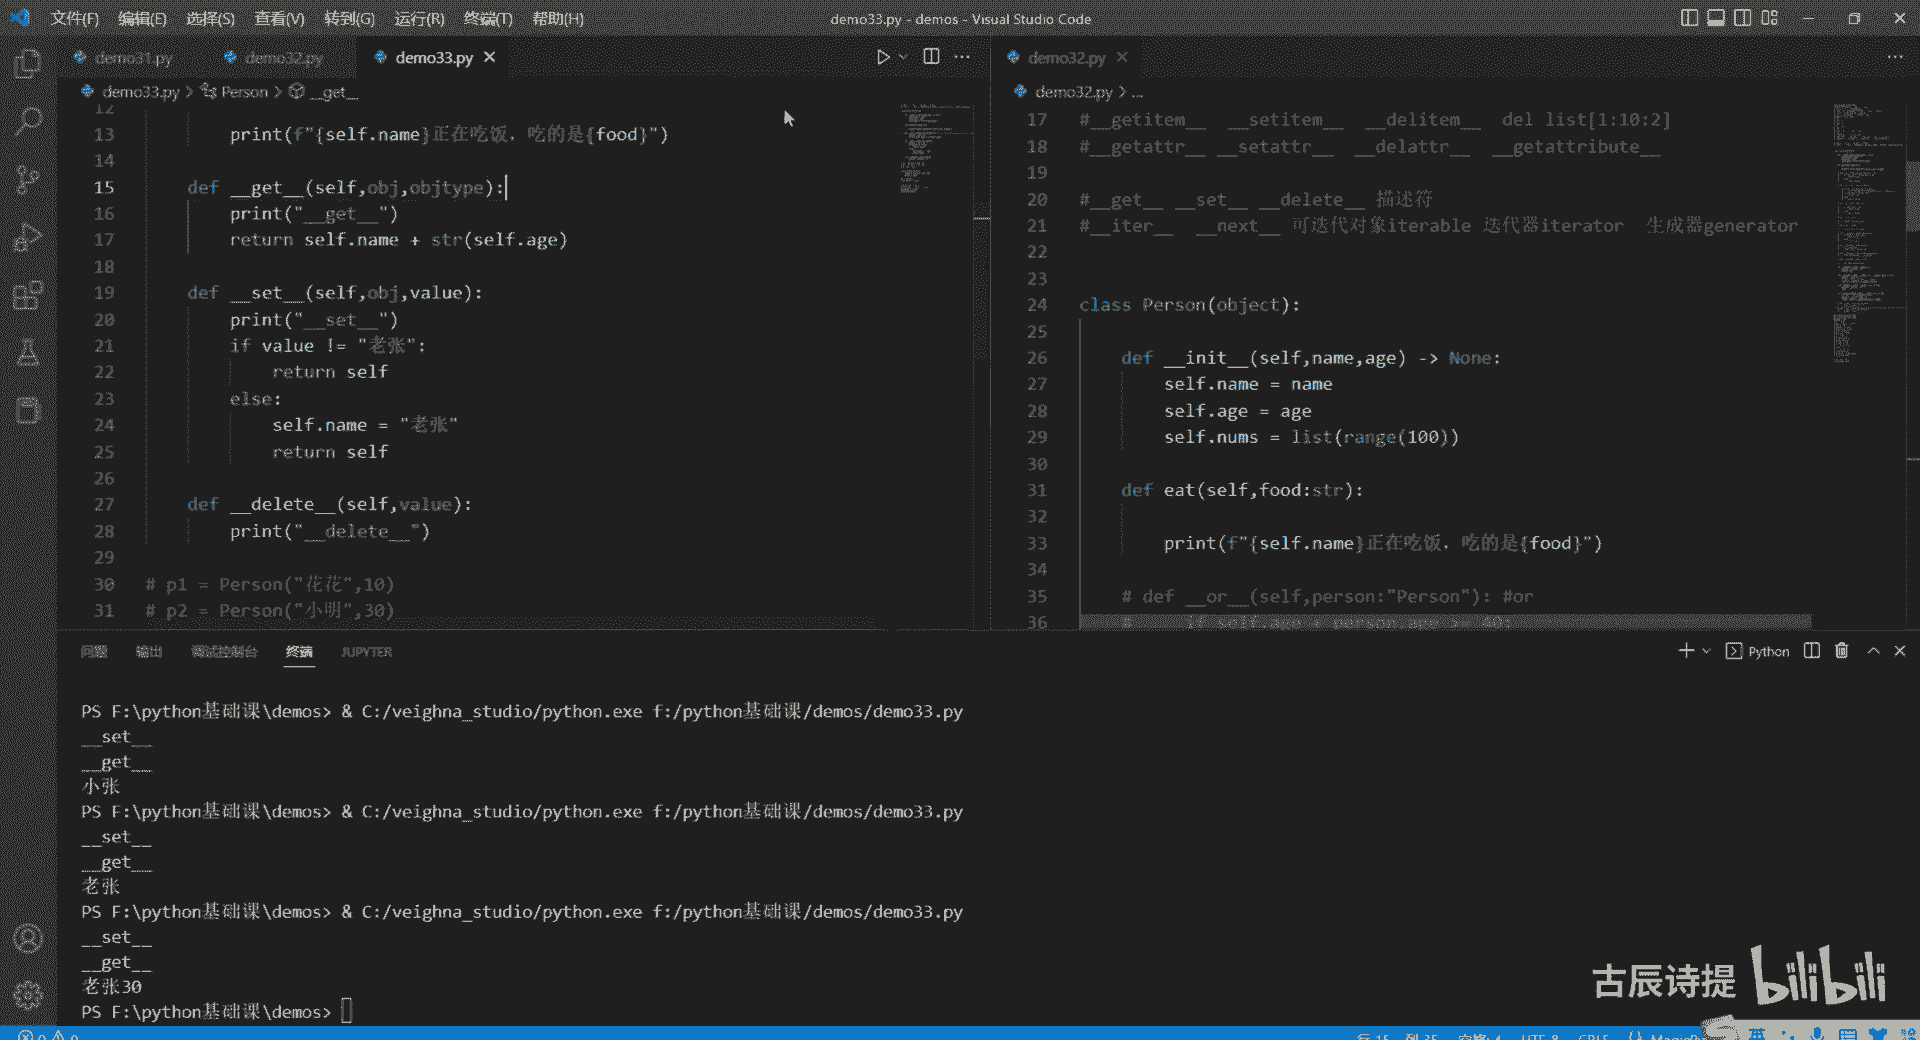 文件(F) 编辑(E) 选择(S) 查看(V) 转到(G) 运行(R) 终端(T) 帮助(H)
demo33.py - demos - Visual Studio Code
demo31.py demo32.py demo33.py
demo33.py > Person > __get__
12
13 print(f"{self.name}正在吃饭，吃的是{food}")
14
15 def __get__(self,obj,objtype):
16 print("__get__")
17 return self.name + str(self.age)
18
19 def __set__(self,obj,value):
20 print("__set__")
21 if value != "老张":
22 return self
23 else:
24 self.name = "老张"
25 return self
26
27 def __delete__(self,value):
28 print("__delete__")
29
30 # p1 = Person("花花",10)
31 # p2 = Person("小明",30)
demo32.py
demo32.py > ...
17 #__getitem__ __setitem__ __delitem__ del list[1:10:2]
18 #__getattr__ __setattr__ __delattr__ __getattribute__
19
20 #__get__ __set__ __delete__ 描述符
21 #__iter__ __next__ 可迭代对象iterable 迭代器iterator 生成器generator
22
23
24 class Person(object):
25
26 def __init__(self,name,age) -> None:
27 self.name = name
28 self.age = age
29 self.nums = list(range(100))
30
31 def eat(self,food:str):
32
33 print(f"{self.name}正在吃饭，吃的是{food}")
34
35 # def __or__(self,person:"Person"): #or
36 # if self.age + person.age >= 40:
问题 输出 调试控制台 终端 JUPYTER
Python
PS F:\python基础课\demos> & C:/veighna_studio/python.exe f:/python基础课/demos/demo33.py
__set__
__get__
小张
PS F:\python基础课\demos> & C:/veighna_studio/python.exe f:/python基础课/demos/demo33.py
__set__
__get__
老张
PS F:\python基础课\demos> & C:/veighna_studio/python.exe f:/python基础课/demos/demo33.py
__set__
__get__
老张30
PS F:\python基础课\demos>
古辰诗提 bilibili